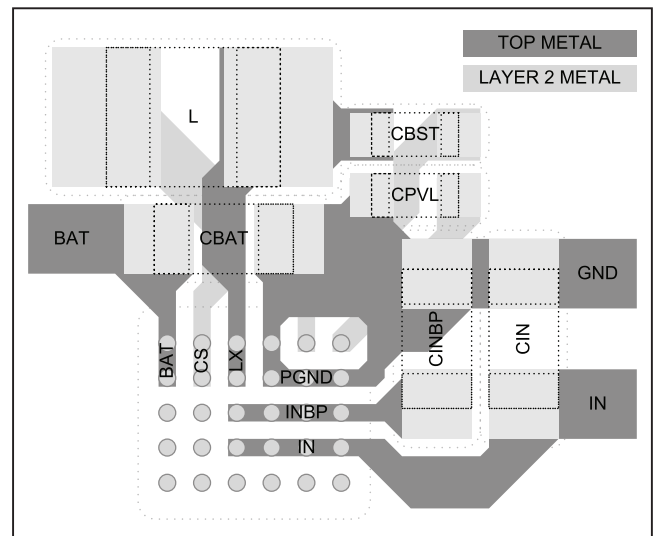 TOP METAL
LAYER 2 METAL
L
CBST
CPVL
BAT
CBAT
GND
CINBP
CIN
BAT
CS
LX
PGND
IN
INBP
IN